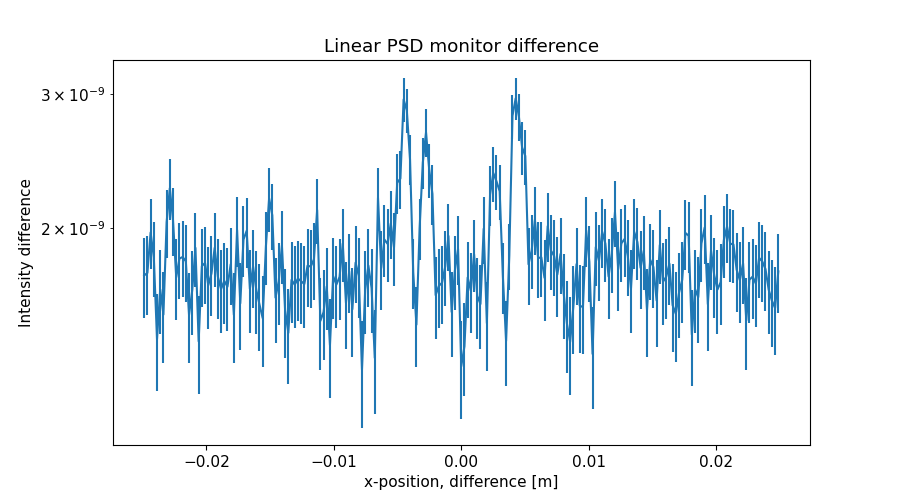 Linear PSD monitor difference
3 × 10⁻⁹
2 × 10⁻⁹
Intensity difference
−0.02 −0.01 0.00 0.01 0.02
x-position, difference [m]